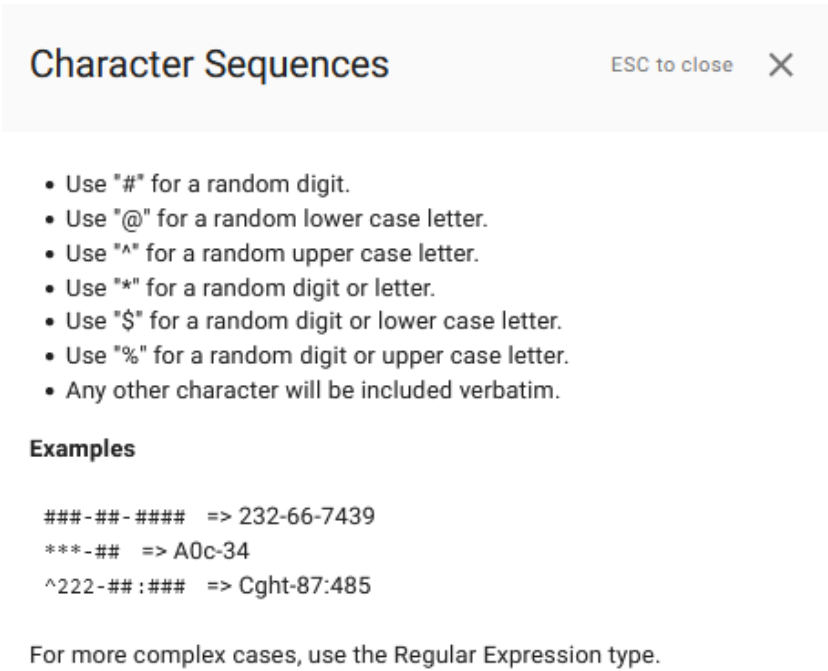 Character Sequences
ESC to close
• Use "#" for a random digit.
• Use "@" for a random lower case letter.
• Use "^" for a random upper case letter.
• Use "*" for a random digit or letter.
• Use "$" for a random digit or lower case letter.
• Use "%" for a random digit or upper case letter.
• Any other character will be included verbatim.
Examples
###-##-#### => 232-66-7439
***-## => A0c-34
^222-##:### => Cght-87:485
For more complex cases, use the Regular Expression type.